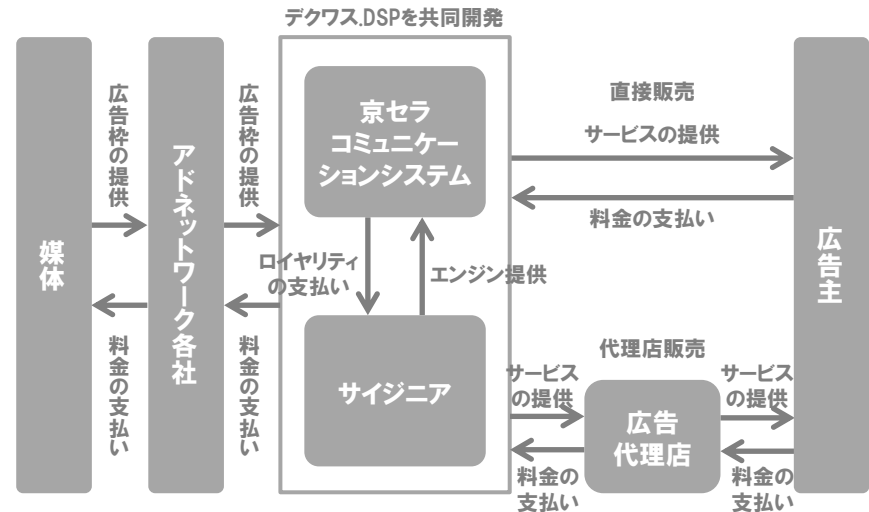 デクワス.DSPを共同開発
媒体
広告枠の提供
料金の支払い
アドネットワーク各社
広告枠の提供
料金の支払い
京セラ
コミュニケー
ションシステム
ロイヤリティ
の支払い
エンジン提供
サイジニア
直接販売
サービスの提供
料金の支払い
代理店販売
サービス
の提供
料金の
支払い
広告
代理店
サービス
の提供
料金の
支払い
広告主